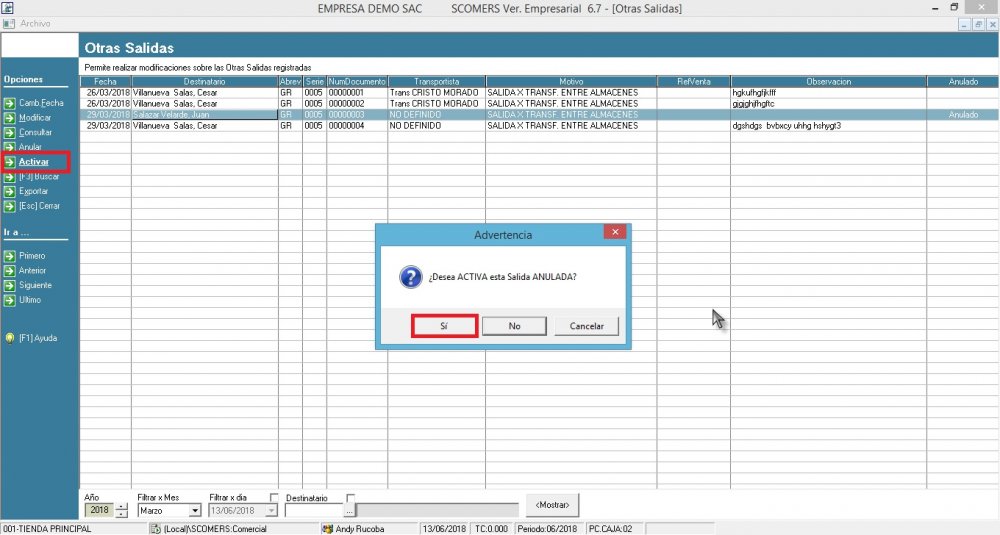 EMPRESA DEMO SAC SCOMERS Ver. Empresarial 6.7 - [Otras Salidas]
Archivo
Otras Salidas
Permite realizar modificaciones sobre las Otras Salidas registradas
Opciones
Camb.Fecha
Modificar
Consultar
Anular
Activar
[F3] Buscar
Exportar
[Esc] Cerrar
Ir a ...
Primero
Anterior
Siguiente
Ultimo
[F1] Ayuda
Fecha Destinatario Abrev Serie NumDocumento Transportista Motivo RefVenta Observacion Anulado
26/03/2018 Villanueva Salas, Cesar GR 0005 00000001 Trans CRISTO MORADO SALIDA X TRANSF. ENTRE ALMACENES hgkufhgfjkfff
26/03/2018 Villanueva Salas, Cesar GR 0005 00000002 Trans CRISTO MORADO SALIDA X TRANSF. ENTRE ALMACENES
29/03/2018 Salazar Velarde, Juan GR 0005 00000003 NO DEFINIDO SALIDA X TRANSF. ENTRE ALMACENES Anulado
29/03/2018 Villanueva Salas, Cesar GR 0005 00000004 NO DEFINIDO SALIDA X TRANSF. ENTRE ALMACENES dgshdgs bvbxcy uhhg hshygt3
Advertencia
¿Desea ACTIVA esta Salida ANULADA?
Sí No Cancelar
Año Filtrar x Mes Filtrar x dia Destinatario
2018 Marzo 13/06/2018 ... <Mostrar>
001-TIENDA PRINCIPAL (Local)\SCOMERS:Comercial Andy Rucoba 13/06/2018 TC:0.000 Periodo:06/2018 PC.CAJA:02